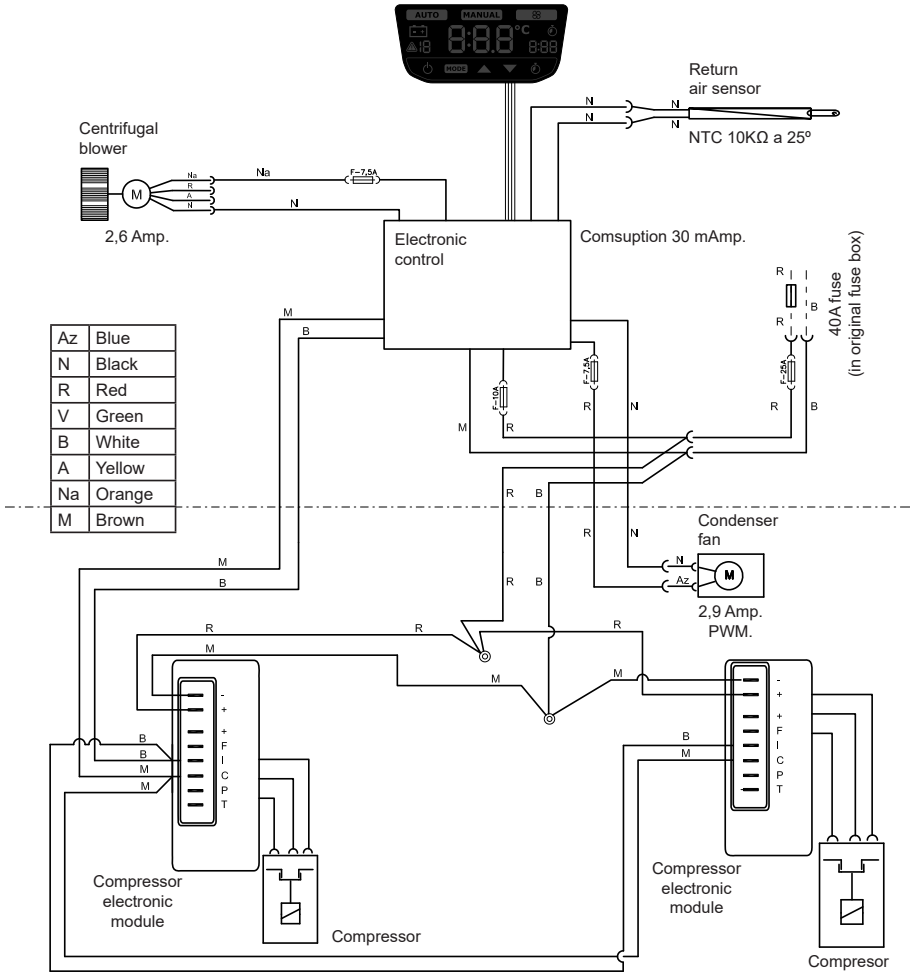 AUTO MANUAL
8:8.8 °C
18 8:88
MODE
Return
air sensor
N
N
N
N
NTC 10KΩ a 25º
Centrifugal
blower
M
Na
R
A
N
Na
F-7,5A
N
2,6 Amp.
Electronic
control
Comsuption 30 mAmp.
R
B
R
40A fuse
(in original fuse box)
M
B
Az Blue
N Black
R Red
V Green
B White
A Yellow
Na Orange
M Brown
F-10A
F-7,5A
F-25A
R
N
R
B
M
R
R
B
R
N
Condenser
fan
N
Az
M
2,9 Amp.
PWM.
M
B
R
B
R
R
R
M
M
M
-
+
+
F
I
C
P
T
B
B
M
M
-
+
+
F
I
C
P
T
B
M
Compressor
electronic
module
Compressor
Compressor
electronic
module
Compresor